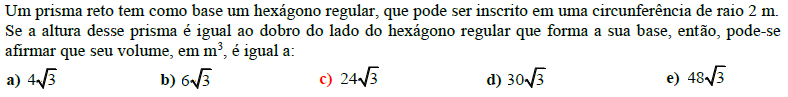 Um prisma reto tem como base um hexágono regular, que pode ser inscrito em uma circunferência de raio 2 m.
Se a altura desse prisma é igual ao dobro do lado do hexágono regular que forma a sua base, então, pode-se
afirmar que seu volume, em m³, é igual a:
a) 4√3 b) 6√3 c) 24√3 d) 30√3 e) 48√3